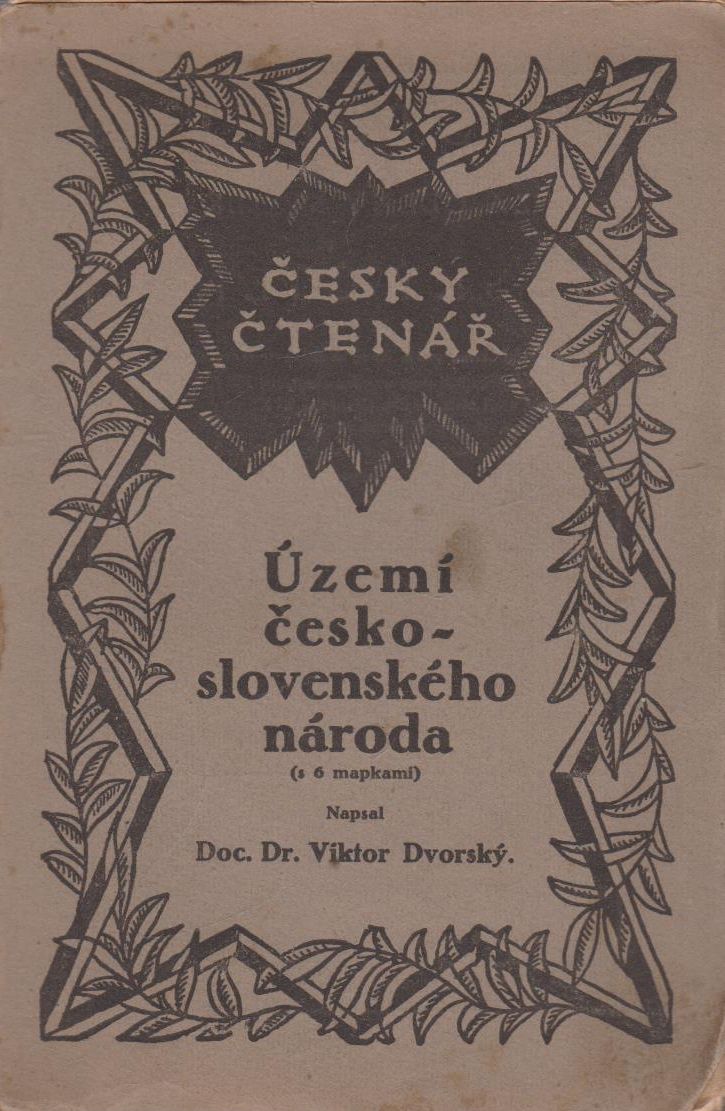 ČESKÝ
ČTENÁŘ
Území
česko-
slovenského
národa
(s 6 mapkami)
Napsal
Doc. Dr. Viktor Dvorský.